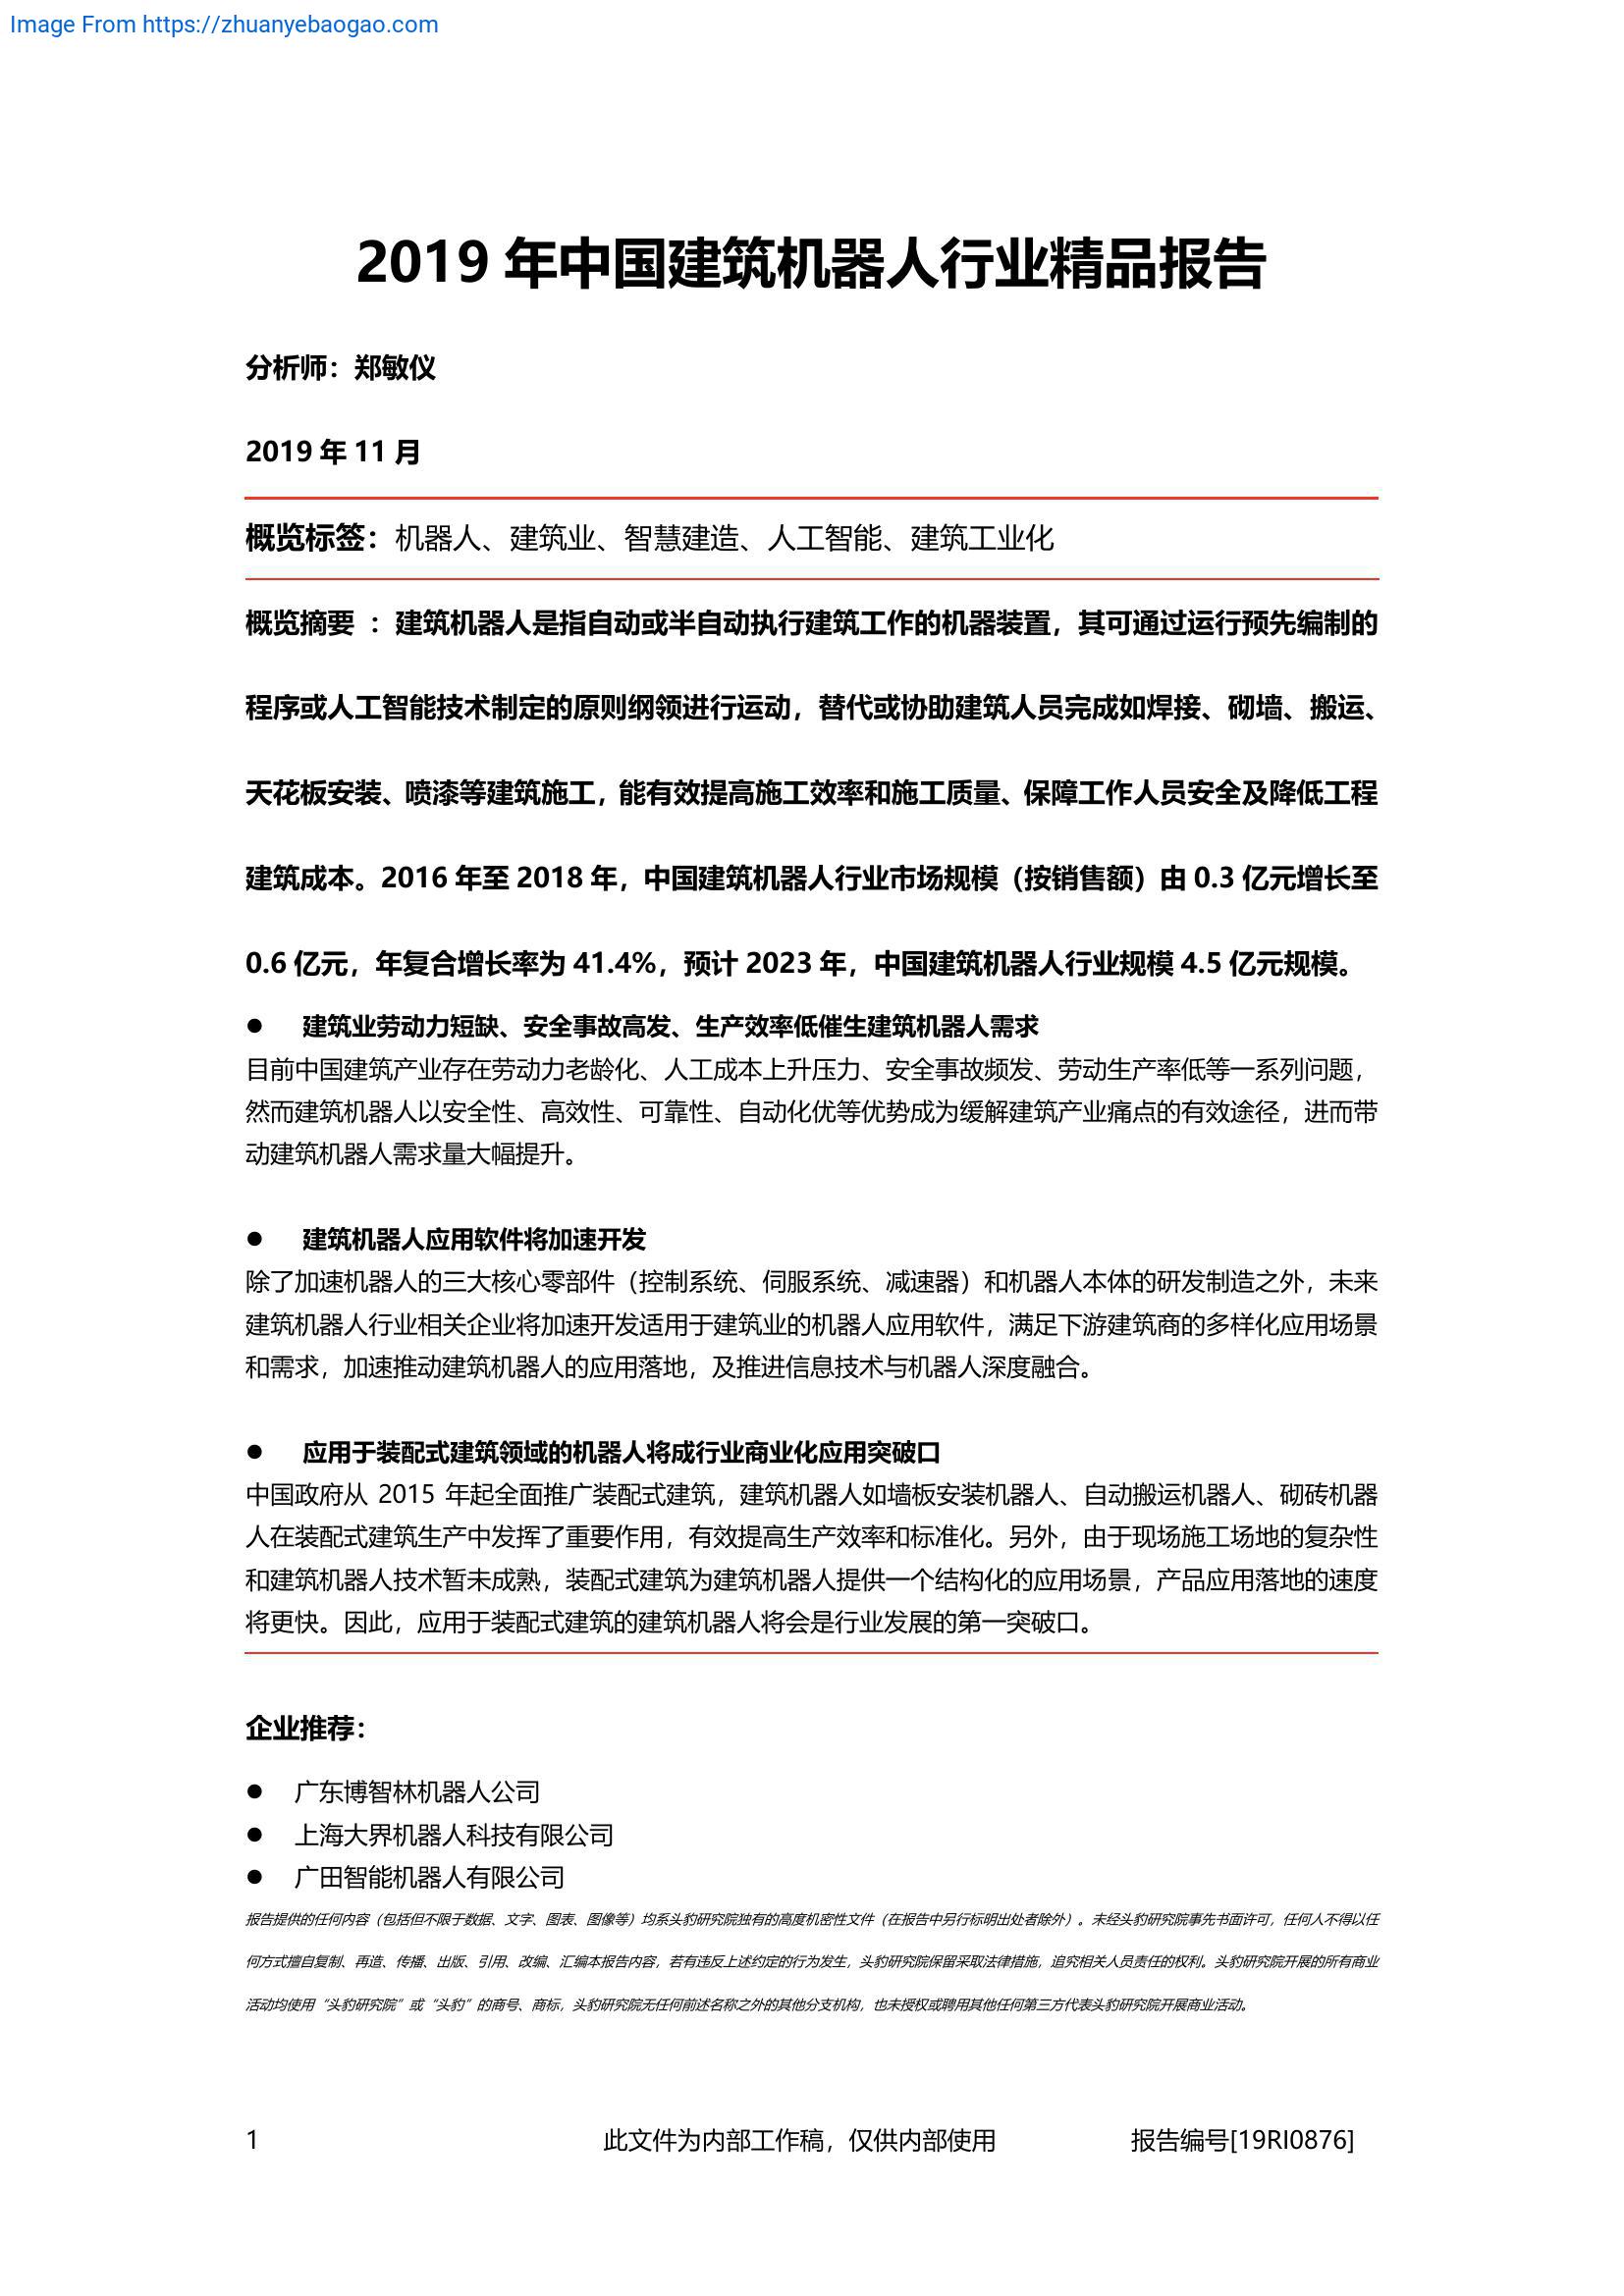 Image From https://zhuanyebaogao.com
2019 年中国建筑机器人行业精品报告
分析师：郑敏仪
2019 年 11 月
概览标签：机器人、建筑业、智慧建造、人工智能、建筑工业化
概览摘要 ：建筑机器人是指自动或半自动执行建筑工作的机器装置，其可通过运行预先编制的
程序或人工智能技术制定的原则纲领进行运动，替代或协助建筑人员完成如焊接、砌墙、搬运、
天花板安装、喷漆等建筑施工，能有效提高施工效率和施工质量、保障工作人员安全及降低工程
建筑成本。2016 年至 2018 年，中国建筑机器人行业市场规模（按销售额）由 0.3 亿元增长至
0.6 亿元，年复合增长率为 41.4%，预计 2023 年，中国建筑机器人行业规模 4.5 亿元规模。
● 建筑业劳动力短缺、安全事故高发、生产效率低催生建筑机器人需求
目前中国建筑产业存在劳动力老龄化、人工成本上升压力、安全事故频发、劳动生产率低等一系列问题，
然而建筑机器人以安全性、高效性、可靠性、自动化优等优势成为缓解建筑产业痛点的有效途径，进而带
动建筑机器人需求量大幅提升。
● 建筑机器人应用软件将加速开发
除了加速机器人的三大核心零部件（控制系统、伺服系统、减速器）和机器人本体的研发制造之外，未来
建筑机器人行业相关企业将加速开发适用于建筑业的机器人应用软件，满足下游建筑商的多样化应用场景
和需求，加速推动建筑机器人的应用落地，及推进信息技术与机器人深度融合。
● 应用于装配式建筑领域的机器人将成行业商业化应用突破口
中国政府从 2015 年起全面推广装配式建筑，建筑机器人如墙板安装机器人、自动搬运机器人、砌砖机器
人在装配式建筑生产中发挥了重要作用，有效提高生产效率和标准化。另外，由于现场施工场地的复杂性
和建筑机器人技术暂未成熟，装配式建筑为建筑机器人提供一个结构化的应用场景，产品应用落地的速度
将更快。因此，应用于装配式建筑的建筑机器人将会是行业发展的第一突破口。
企业推荐：
● 广东博智林机器人公司
● 上海大界机器人科技有限公司
● 广田智能机器人有限公司
报告提供的任何内容（包括但不限于数据、文字、图表、图像等）均系头豹研究院独有的高度机密性文件（在报告中另行标明出处者除外）。未经头豹研究院事先书面许可，任何人不得以任
何方式擅自复制、再造、传播、出版、引用、改编、汇编本报告内容，若有违反上述约定的行为发生，头豹研究院保留采取法律措施，追究相关人员责任的权利。头豹研究院开展的所有商业
活动均使用“头豹研究院”或“头豹”的商号、商标，头豹研究院无任何前述名称之外的其他分支机构，也未授权或聘用其他任何第三方代表头豹研究院开展商业活动。
1 此文件为内部工作稿，仅供内部使用 报告编号[19RI0876]